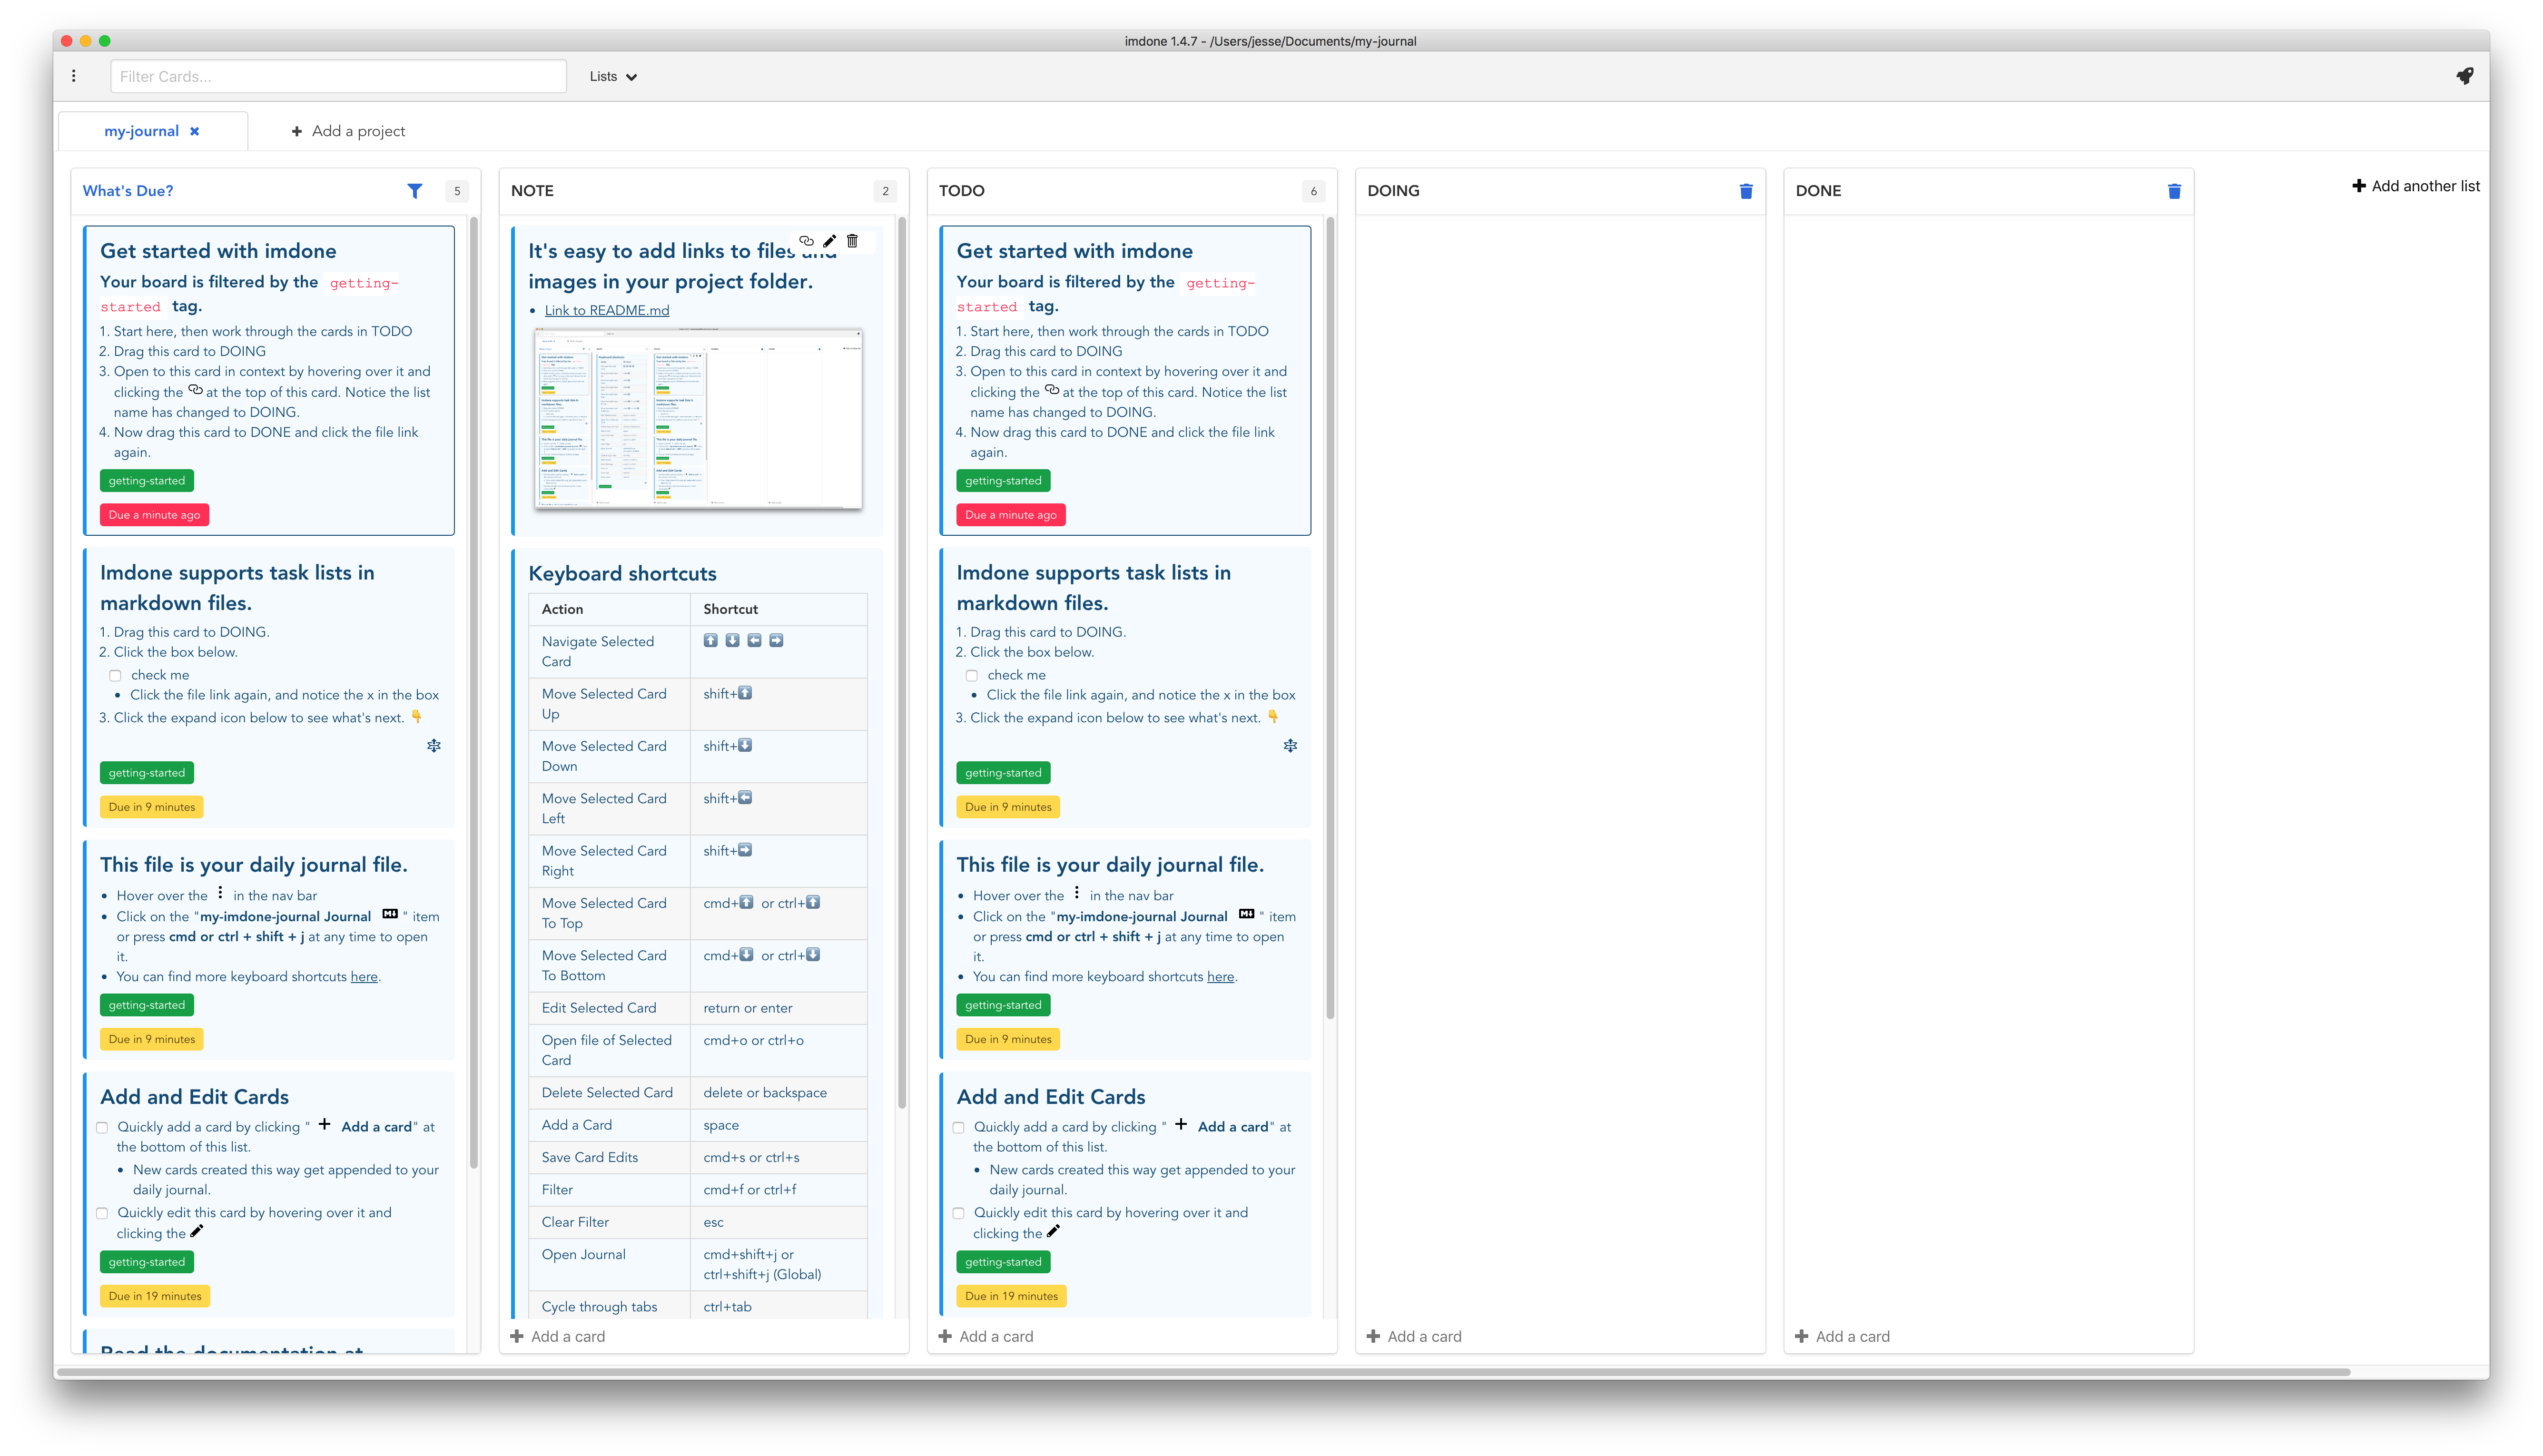 imdone 1.4.7 - /Users/jesse/Documents/my-journal
Filter Cards...
Lists
my-journal
Add a project
What's Due?
5
Get started with imdone
Your board is filtered by the getting-
started tag.
1. Start here, then work through the cards in TODO
2. Drag this card to DOING
3. Open to this card in context by hovering over it and
clicking the at the top of this card. Notice the list
name has changed to DOING.
4. Now drag this card to DONE and click the file link
again.
getting-started
Due a minute ago
Imdone supports task lists in
markdown files.
1. Drag this card to DOING.
2. Click the box below.
check me
• Click the file link again, and notice the x in the box
3. Click the expand icon below to see what's next. 👇
getting-started
Due in 9 minutes
This file is your daily journal file.
• Hover over the ⋮ in the nav bar
• Click on the "my-imdone-journal Journal " item
or press cmd or ctrl + shift + j at any time to open
it.
• You can find more keyboard shortcuts here.
getting-started
Due in 9 minutes
Add and Edit Cards
Quickly add a card by clicking " + Add a card" at
the bottom of this list.
• New cards created this way get appended to your
daily journal.
Quickly edit this card by hovering over it and
clicking the
getting-started
Due in 19 minutes
Read the documentation at
NOTE
2
It's easy to add links to files and
images in your project folder.
• Link to README.md
Keyboard shortcuts
Action Shortcut
Navigate Selected
Card ⬆️ ⬇️ ⬅️ ➡️
Move Selected Card
Up shift+⬆️
Move Selected Card
Down shift+⬇️
Move Selected Card
Left shift+⬅️
Move Selected Card
Right shift+➡️
Move Selected Card
To Top cmd+⬆️ or ctrl+⬆️
Move Selected Card
To Bottom cmd+⬇️ or ctrl+⬇️
Edit Selected Card return or enter
Open file of Selected
Card cmd+o or ctrl+o
Delete Selected Card delete or backspace
Add a Card space
Save Card Edits cmd+s or ctrl+s
Filter cmd+f or ctrl+f
Clear Filter esc
Open Journal cmd+shift+j or
ctrl+shift+j (Global)
Cycle through tabs ctrl+tab
Add a card
TODO
6
Get started with imdone
Your board is filtered by the getting-
started tag.
1. Start here, then work through the cards in TODO
2. Drag this card to DOING
3. Open to this card in context by hovering over it and
clicking the at the top of this card. Notice the list
name has changed to DOING.
4. Now drag this card to DONE and click the file link
again.
getting-started
Due a minute ago
Imdone supports task lists in
markdown files.
1. Drag this card to DOING.
2. Click the box below.
check me
• Click the file link again, and notice the x in the box
3. Click the expand icon below to see what's next. 👇
getting-started
Due in 9 minutes
This file is your daily journal file.
• Hover over the ⋮ in the nav bar
• Click on the "my-imdone-journal Journal " item
or press cmd or ctrl + shift + j at any time to open
it.
• You can find more keyboard shortcuts here.
getting-started
Due in 9 minutes
Add and Edit Cards
Quickly add a card by clicking " + Add a card" at
the bottom of this list.
• New cards created this way get appended to your
daily journal.
Quickly edit this card by hovering over it and
clicking the
getting-started
Due in 19 minutes
Add a card
DOING
Add a card
DONE
Add a card
Add another list